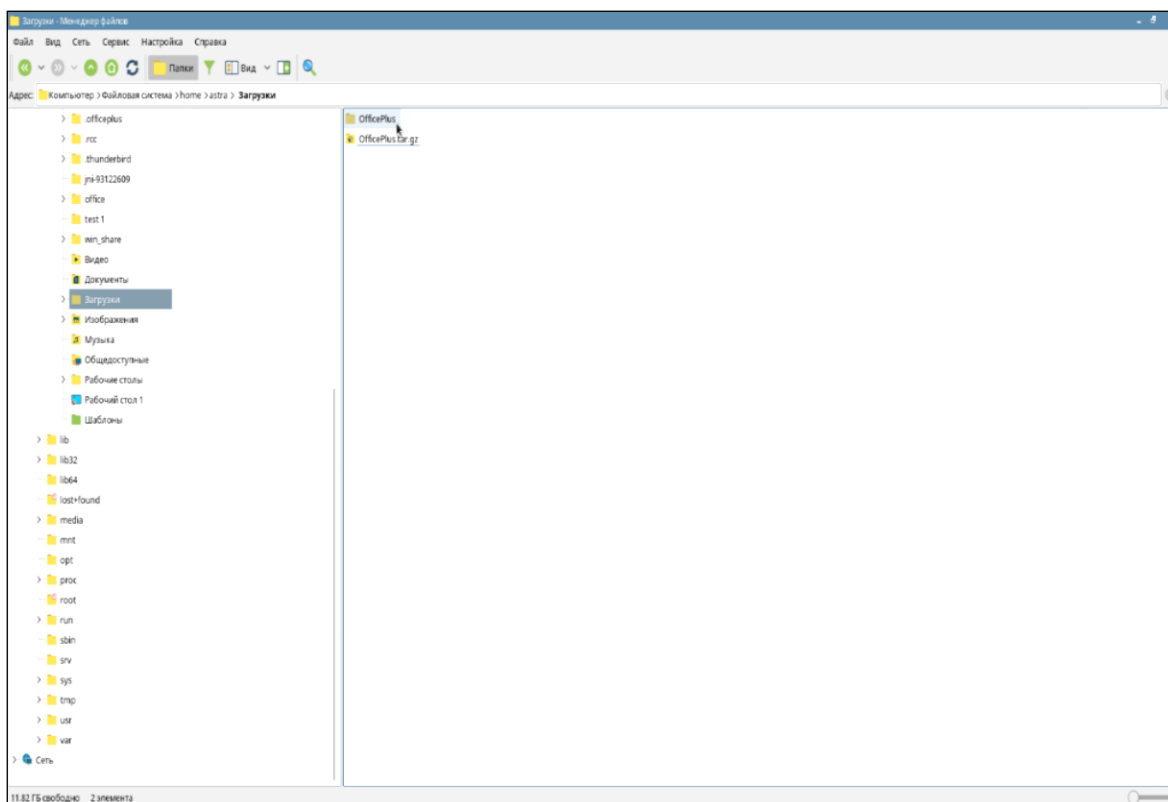 Загрузки - Менеджер файлов
Файл Вид Сеть Сервис Настройка Справка
Папки Вид
Адрес: Компьютер > Файловая система > home > astra > Загрузки
.officeplus
.rcc
.thunderbird
jni-93122609
office
test 1
win_share
Видео
Документы
Загрузки
Изображения
Музыка
Общедоступные
Рабочие столы
Рабочий стол 1
Шаблоны
lib
lib32
lib64
lost+found
media
mnt
opt
proc
root
run
sbin
srv
sys
tmp
usr
var
Сеть
OfficePlus
OfficePlus.tar.gz
11.82 ГБ свободно 2 элемента